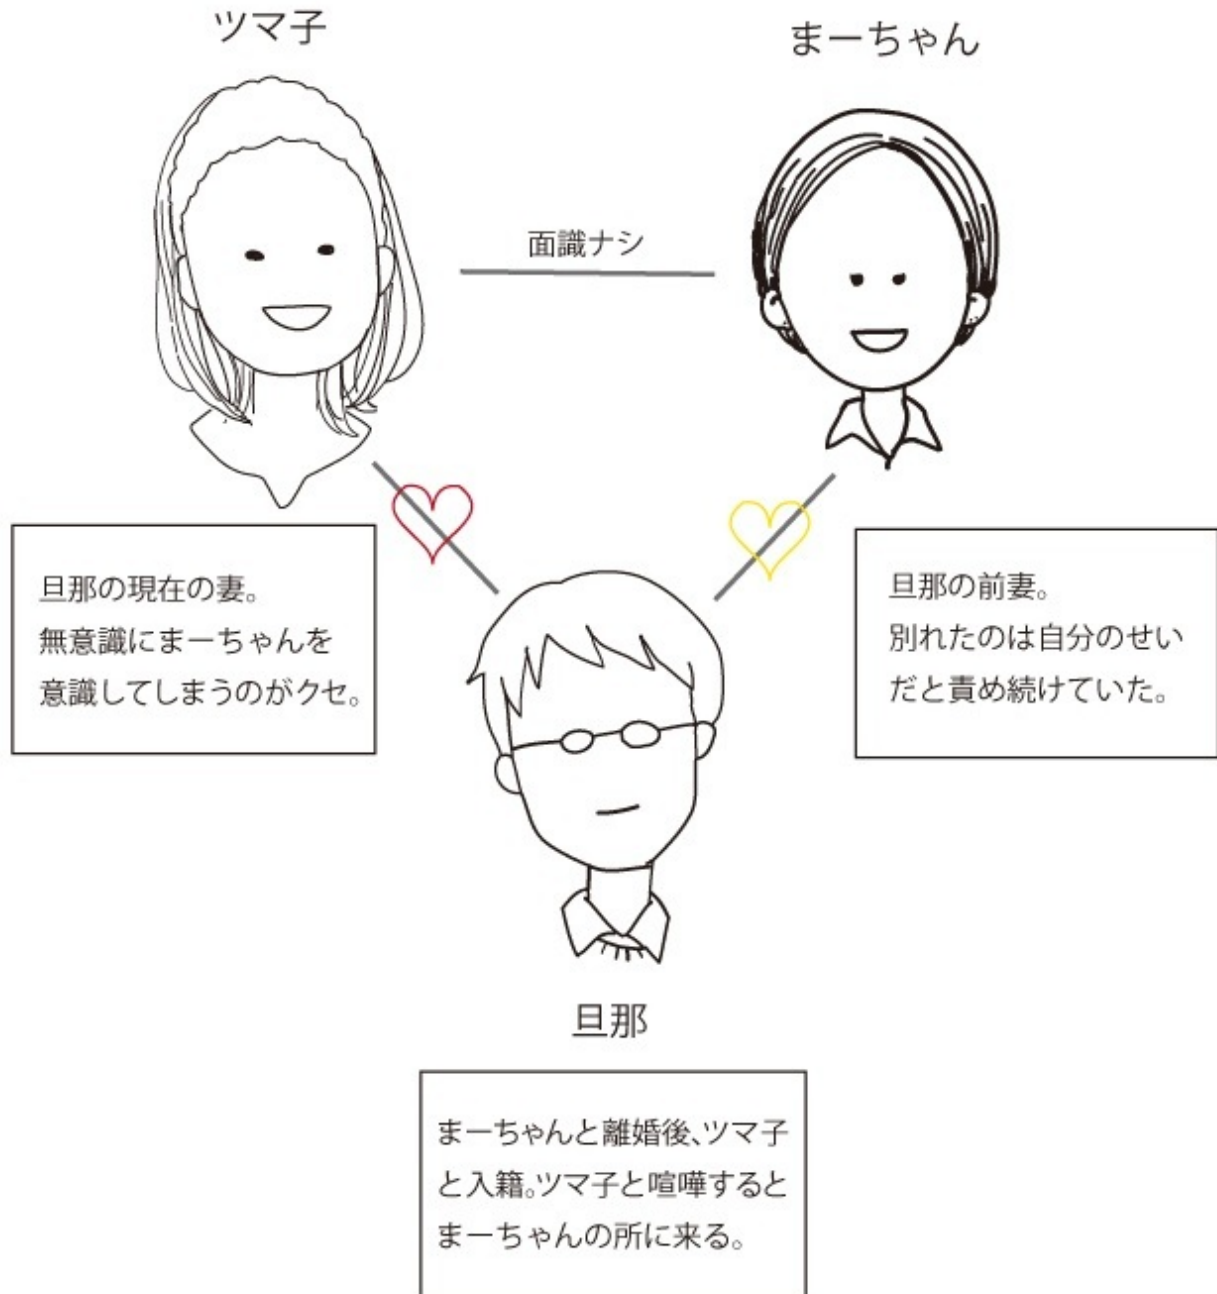 ツマ子
まーちゃん
面識ナシ
旦那の現在の妻。
無意識にまーちゃんを
意識してしまうのがクセ。
旦那の前妻。
別れたのは自分のせい
だと責め続けていた。
旦那
まーちゃんと離婚後、ツマ子
と入籍。ツマ子と喧嘩すると
まーちゃんの所に来る。